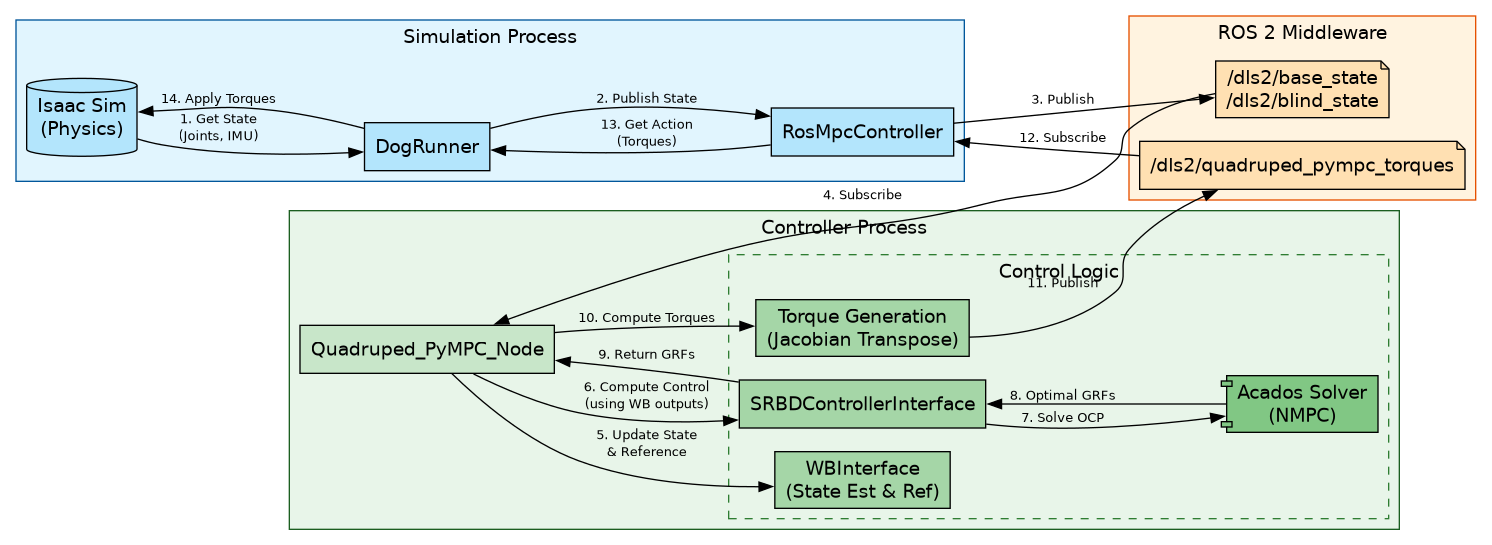 Simulation Process
ROS 2 Middleware
Isaac Sim
(Physics)
14. Apply Torques
1. Get State
(Joints, IMU)
DogRunner
2. Publish State
13. Get Action
(Torques)
RosMpcController
3. Publish
12. Subscribe
/dls2/base_state
/dls2/blind_state
/dls2/quadruped_pympc_torques
4. Subscribe
Controller Process
Control Logic
11. Publish
Quadruped_PyMPC_Node
10. Compute Torques
9. Return GRFs
6. Compute Control
(using WB outputs)
5. Update State
& Reference
Torque Generation
(Jacobian Transpose)
SRBDControllerInterface
8. Optimal GRFs
7. Solve OCP
Acados Solver
(NMPC)
WBInterface
(State Est & Ref)